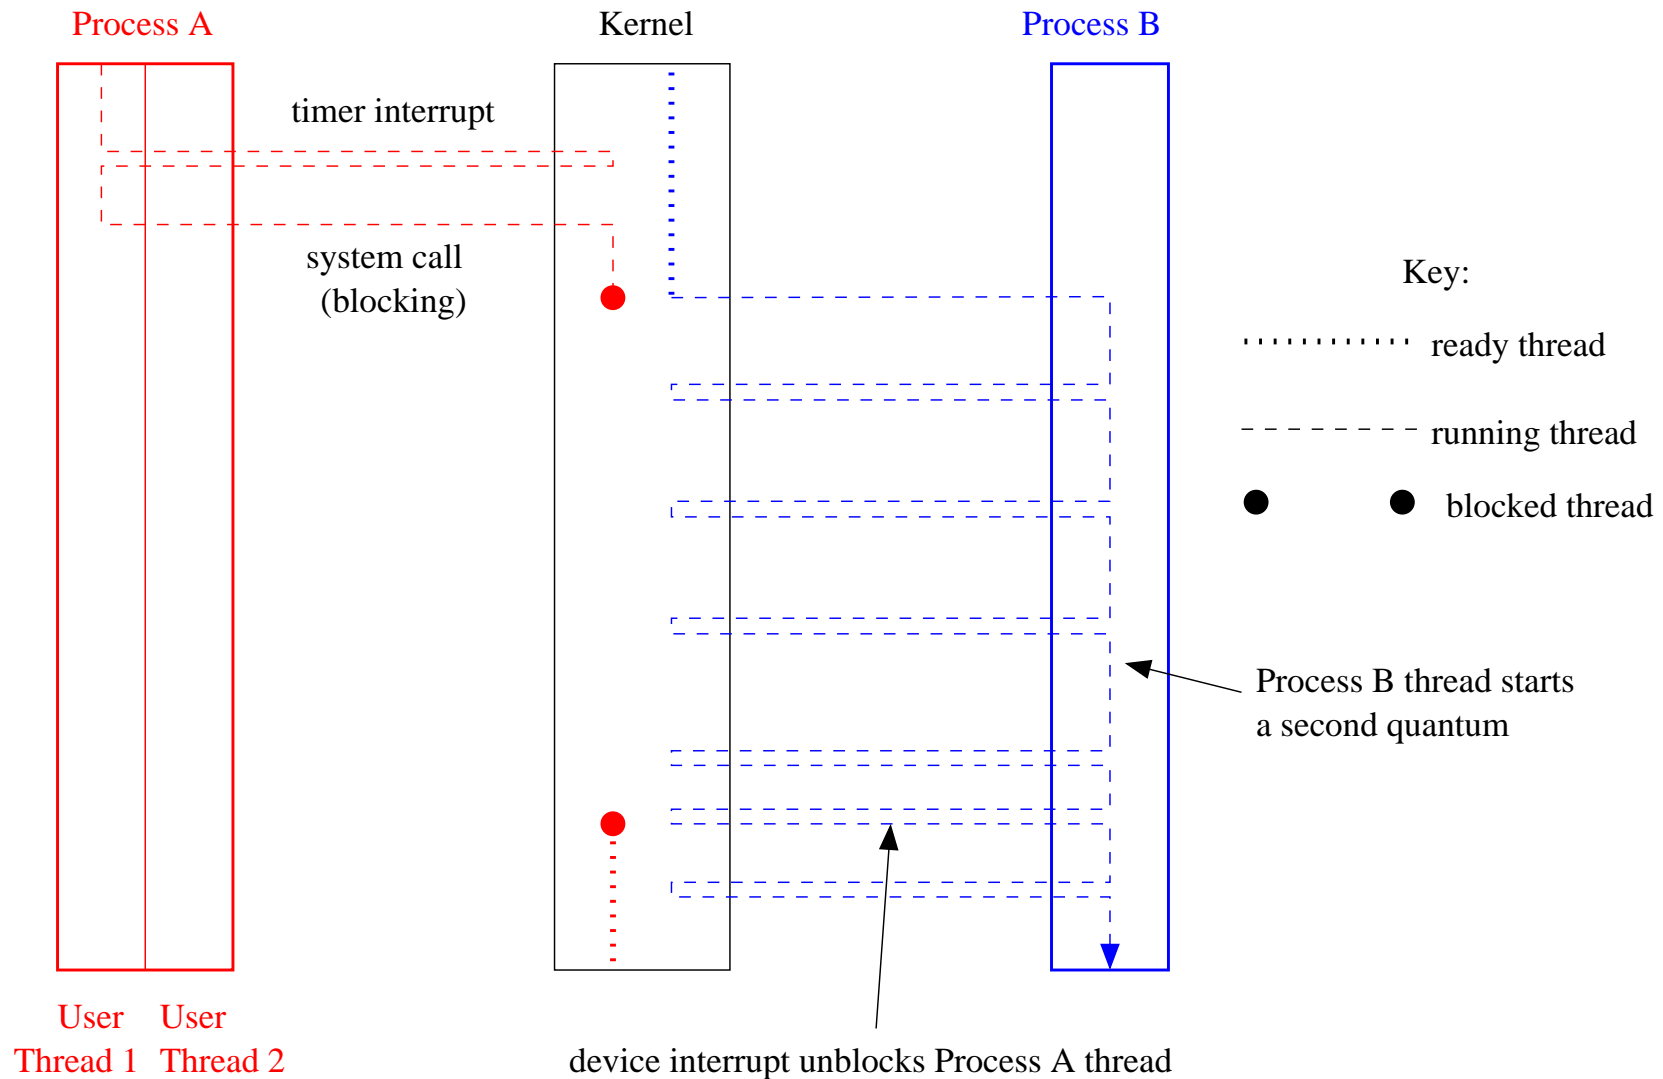 Process A
Kernel
Process B
timer interrupt
system call
(blocking)
Key:
ready thread
running thread
blocked thread
Process B thread starts
a second quantum
User
Thread 1
User
Thread 2
device interrupt unblocks Process A thread